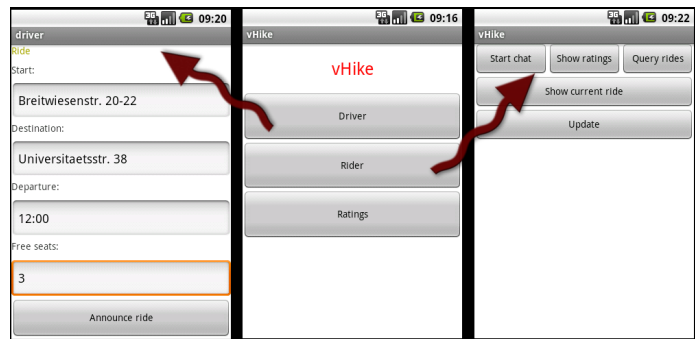 3G 09:20
driver
Ride
Start:
Breitwiesenstr. 20-22
Destination:
Universitaetsstr. 38
Departure:
12:00
Free seats:
3
Announce ride
3G 09:16
vHike
vHike
Driver
Rider
Ratings
3G 09:22
vHike
Start chat Show ratings Query rides
Show current ride
Update